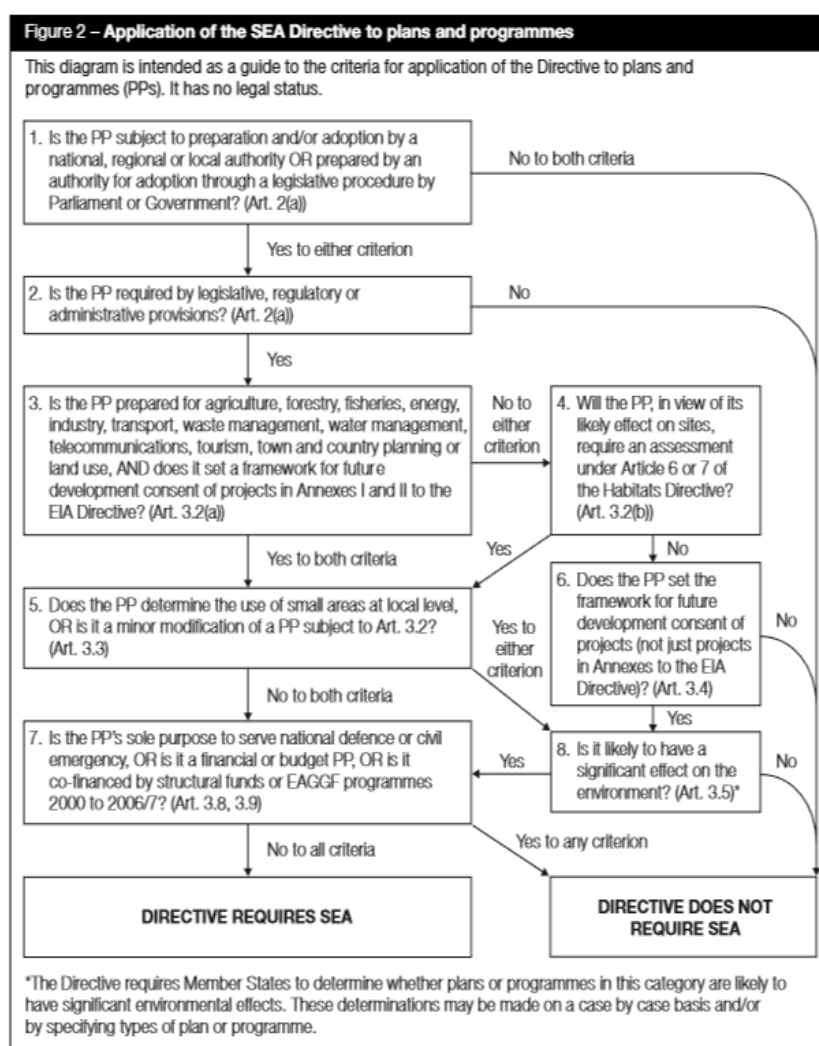 Figure 2 – Application of the SEA Directive to plans and programmes
This diagram is intended as a guide to the criteria for application of the Directive to plans and
programmes (PPs). It has no legal status.
1. Is the PP subject to preparation and/or adoption by a
national, regional or local authority OR prepared by an
authority for adoption through a legislative procedure by
Parliament or Government? (Art. 2(a))
No to both criteria
Yes to either criterion
2. Is the PP required by legislative, regulatory or
administrative provisions? (Art. 2(a))
No
Yes
3. Is the PP prepared for agriculture, forestry, fisheries, energy,
industry, transport, waste management, water management,
telecommunications, tourism, town and country planning or
land use, AND does it set a framework for future
development consent of projects in Annexes I and II to the
EIA Directive? (Art. 3.2(a))
No to
either
criterion
4. Will the PP, in view of its
likely effect on sites,
require an assessment
under Article 6 or 7 of
the Habitats Directive?
(Art. 3.2(b))
Yes to both criteria
Yes
No
5. Does the PP determine the use of small areas at local level,
OR is it a minor modification of a PP subject to Art. 3.2?
(Art. 3.3)
Yes to
either
criterion
6. Does the PP set the
framework for future
development consent of
projects (not just projects
in Annexes to the EIA
Directive)? (Art. 3.4)
No
No to both criteria
Yes
7. Is the PP's sole purpose to serve national defence or civil
emergency, OR is it a financial or budget PP, OR is it
co-financed by structural funds or EAGGF programmes
2000 to 2006/7? (Art. 3.8, 3.9)
Yes
8. Is it likely to have a
significant effect on the
environment? (Art. 3.5)*
No
No to all criteria
Yes to any criterion
DIRECTIVE REQUIRES SEA
DIRECTIVE DOES NOT
REQUIRE SEA
*The Directive requires Member States to determine whether plans or programmes in this category are likely to
have significant environmental effects. These determinations may be made on a case by case basis and/or
by specifying types of plan or programme.